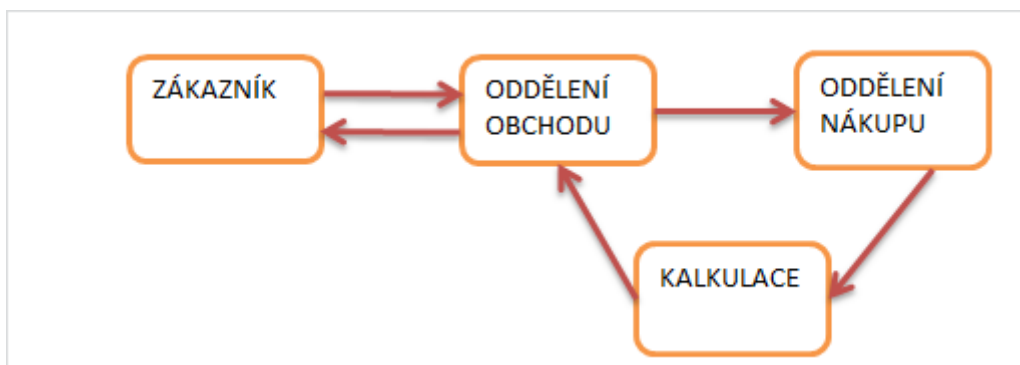 ZÁKAZNÍK
ODDĚLENÍ
OBCHODU
ODDĚLENÍ
NÁKUPU
KALKULACE